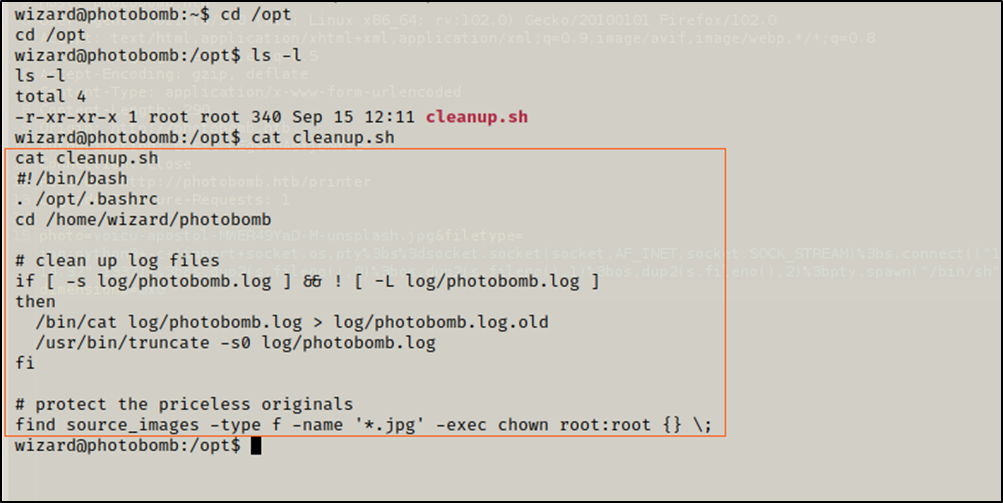 wizard@photobomb:~$ cd /opt
cd /opt
wizard@photobomb:/opt$ ls -l
ls -l
total 4
-r-xr-xr-x 1 root root 340 Sep 15 12:11 cleanup.sh
wizard@photobomb:/opt$ cat cleanup.sh
cat cleanup.sh
#!/bin/bash
. /opt/.bashrc
cd /home/wizard/photobomb

# clean up log files
if [ -s log/photobomb.log ] && ! [ -L log/photobomb.log ]
then
  /bin/cat log/photobomb.log > log/photobomb.log.old
  /usr/bin/truncate -s0 log/photobomb.log
fi

# protect the priceless originals
find source_images -type f -name '*.jpg' -exec chown root:root {} \;
wizard@photobomb:/opt$